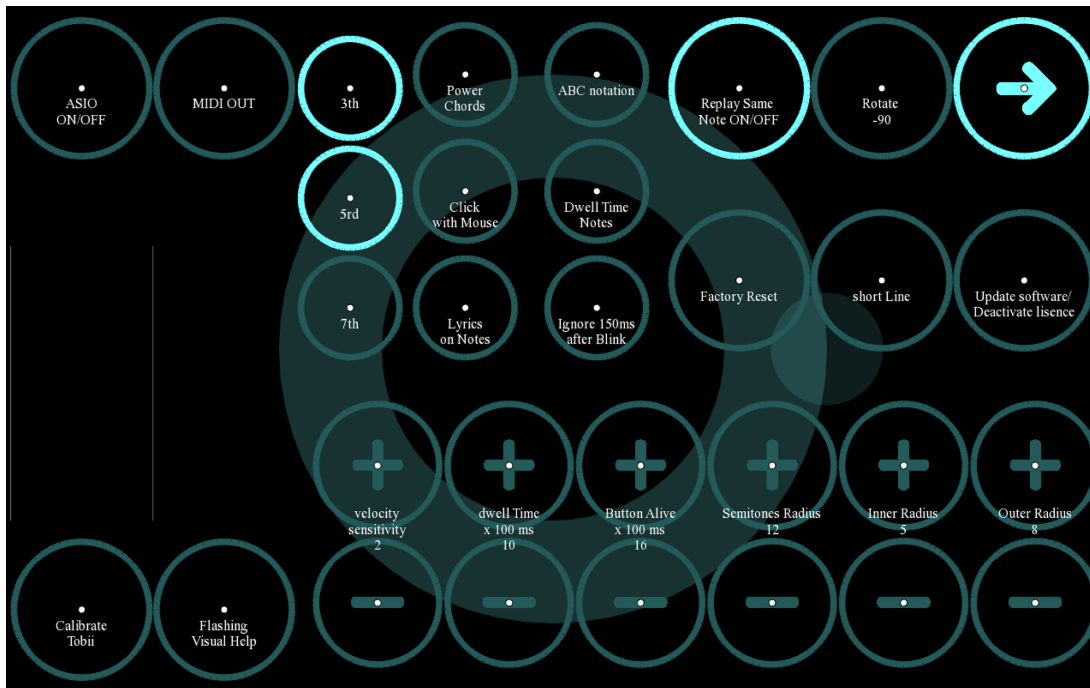 ASIO
ON/OFF
MIDI OUT
3th
Power
Chords
ABC notation
Replay Same
Note ON/OFF
Rotate
-90
5rd
Click
with Mouse
Dwell Time
Notes
7th
Lyrics
on Notes
Ignore 150ms
after Blink
Factory Reset
short Line
Update software/
Deactivate lisence
velocity
sensitivity
2
dwell Time
x 100 ms
10
Button Alive
x 100 ms
16
Semitones Radius
12
Inner Radius
5
Outer Radius
8
Calibrate
Tobii
Flashing
Visual Help